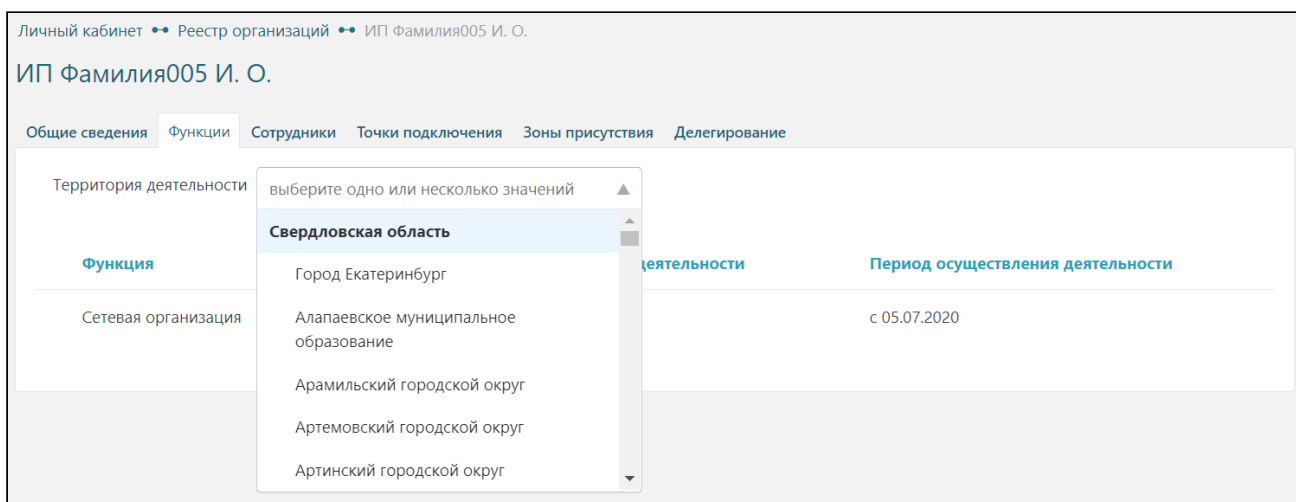 Личный кабинет Реестр организаций ИП Фамилия005 И. О.
ИП Фамилия005 И. О.
Общие сведения Функции Сотрудники Точки подключения Зоны присутствия Делегирование
Территория деятельности выберите одно или несколько значений
Свердловская область
Функция деятельности Период осуществления деятельности
Город Екатеринбург
Сетевая организация Алапаевское муниципальное с 05.07.2020
образование
Арамильский городской округ
Артемовский городской округ
Артинский городской округ